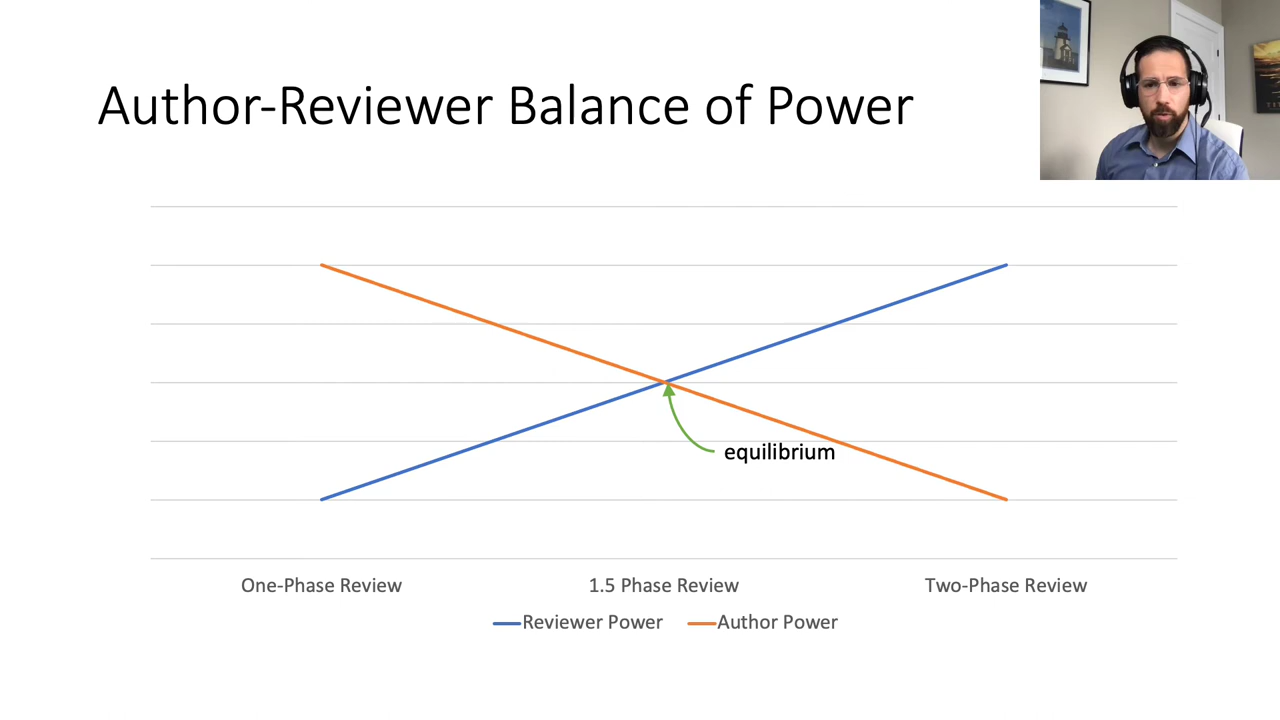 Author-Reviewer Balance of Power
equilibrium
One-Phase Review
1.5 Phase Review
Two-Phase Review
Reviewer Power
Author Power